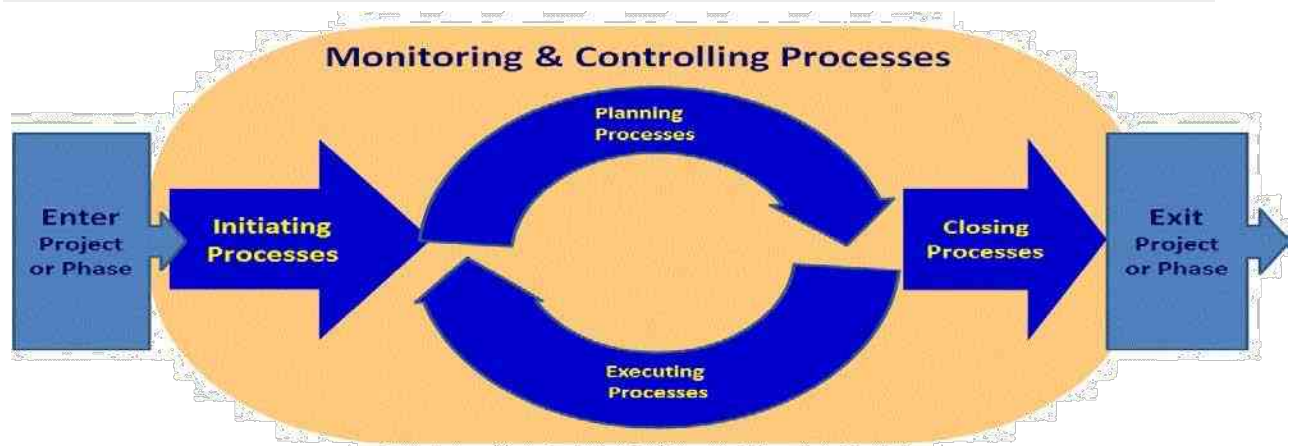 Monitoring & Controlling Processes
Planning
Processes
Enter
Project
or Phase
Initiating
Processes
Closing
Processes
Exit
Project
or Phase
Executing
Processes